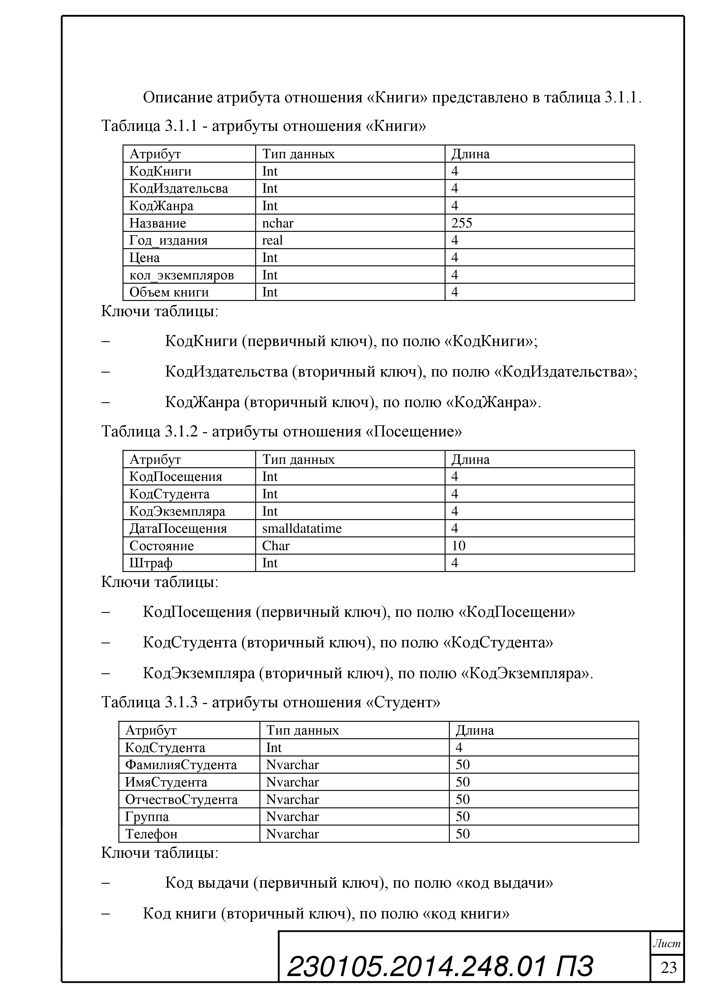 Описание атрибута отношения «Книги» представлено в таблица 3.1.1.
Таблица 3.1.1 - атрибуты отношения «Книги»
Атрибут Тип данных Длина
КодКниги Int 4
КодИздательсва Int 4
КодЖанра Int 4
Название nchar 255
Год_издания real 4
Цена Int 4
кол_экземпляров Int 4
Объем книги Int 4
Ключи таблицы:
– КодКниги (первичный ключ), по полю «КодКниги»;
– КодИздательства (вторичный ключ), по полю «КодИздательства»;
– КодЖанра (вторичный ключ), по полю «КодЖанра».
Таблица 3.1.2 - атрибуты отношения «Посещение»
Атрибут Тип данных Длина
КодПосещения Int 4
КодСтудента Int 4
КодЭкземпляра Int 4
ДатаПосещения smalldatatime 4
Состояние Char 10
Штраф Int 4
Ключи таблицы:
– КодПосещения (первичный ключ), по полю «КодПосещени»
– КодСтудента (вторичный ключ), по полю «КодСтудента»
– КодЭкземпляра (вторичный ключ), по полю «КодЭкземпляра».
Таблица 3.1.3 - атрибуты отношения «Студент»
Атрибут Тип данных Длина
КодСтудента Int 4
ФамилияСтудента Nvarchar 50
ИмяСтудента Nvarchar 50
ОтчествоСтудента Nvarchar 50
Группа Nvarchar 50
Телефон Nvarchar 50
Ключи таблицы:
– Код выдачи (первичный ключ), по полю «код выдачи»
– Код книги (вторичный ключ), по полю «код книги»
230105.2014.248.01 ПЗ
Лист
23